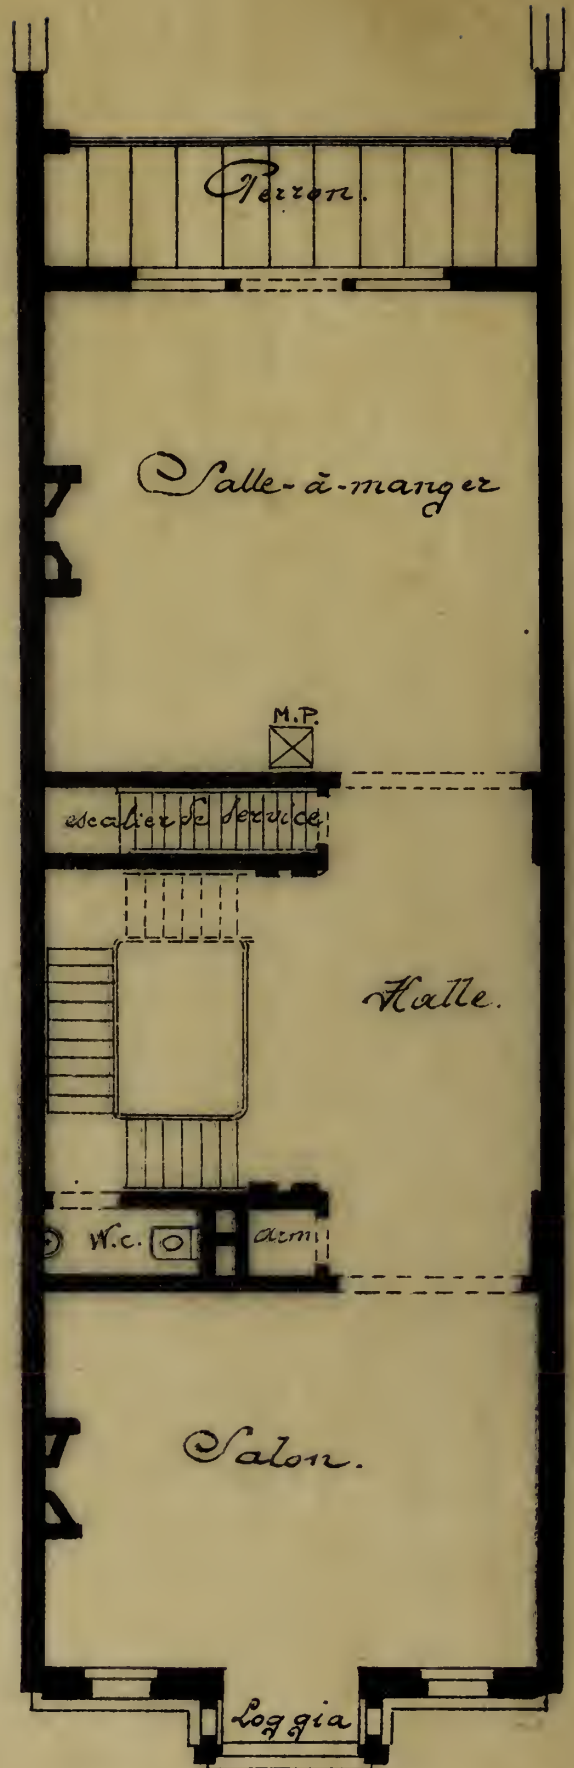 Perron.
Salle-à-manger
M.P.
escalier de service
Halle.
W.c.
arm
Salon.
Loggia